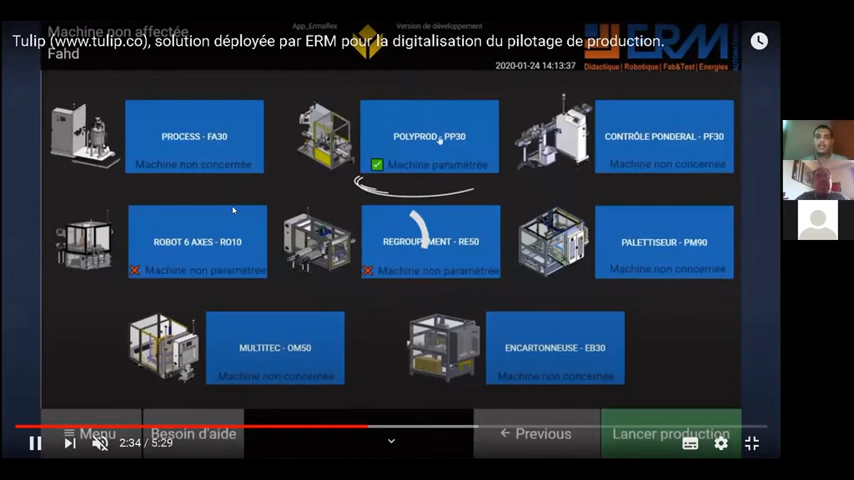 Machine non affectée
App_Ermaflex
Version de développement
Tulip (www.tulip.co), solution déployée par ERM pour la digitalisation du pilotage de production.
Fahd
ERM
AUTOMATISMES
2020-01-24 14:13:37
Didactique | Robotique | Fab&Test | Energies
PROCESS - FA30
Machine non concernée
POLYPROD - PP30
Machine paramétrée
CONTRÔLE PONDERAL - PF30
Machine non concernée
ROBOT 6 AXES - RO10
Machine non paramétrée
REGROUPEMENT - RE50
Machine non paramétrée
PALETTISEUR - PM90
Machine non concernée
MULTITEC - OM50
Machine non concernée
ENCARTONNEUSE - EB30
Machine non concernée
Menu
Besoin d'aide
Previous
Lancer production
2:34 / 5:29